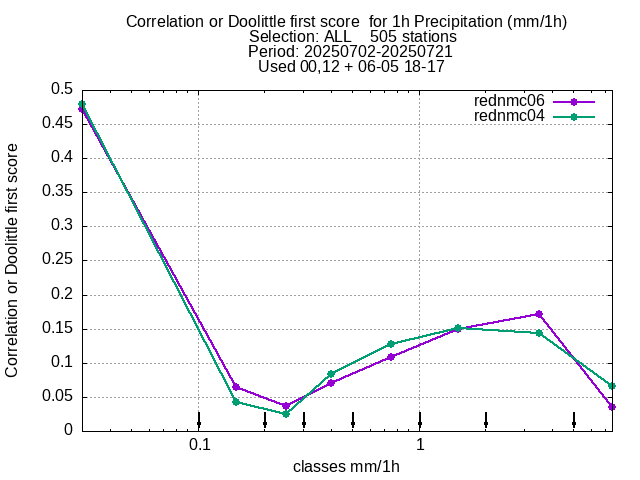 Correlation or Doolittle first score  for 1h Precipitation (mm/1h)
Selection: ALL    505 stations
Period: 20250702-20250721
Used 00,12 + 06-05 18-17
rednmc06
rednmc04
Correlation or Doolittle first score
0.5
0.45
0.4
0.35
0.3
0.25
0.2
0.15
0.1
0.05
0
0.1
1
classes mm/1h